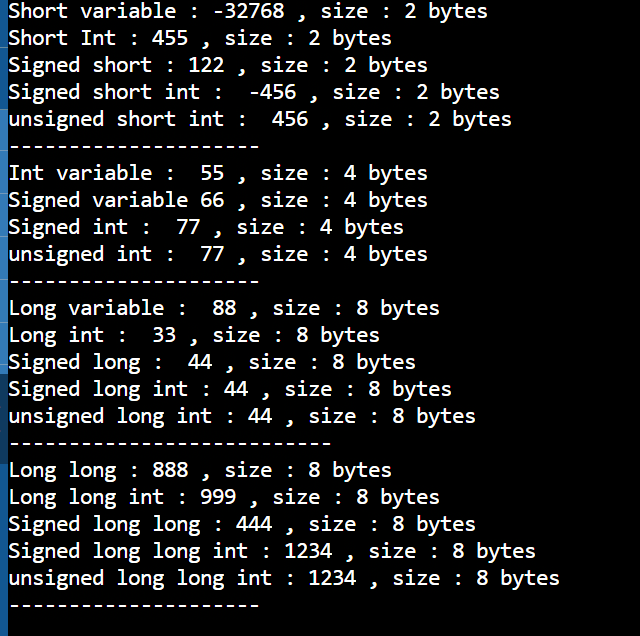 Short variable : -32768 , size : 2 bytes
Short Int : 455 , size : 2 bytes
Signed short : 122 , size : 2 bytes
Signed short int :  -456 , size : 2 bytes
unsigned short int :  456 , size : 2 bytes
---------------------
Int variable :  55 , size : 4 bytes
Signed variable 66 , size : 4 bytes
Signed int :  77 , size : 4 bytes
unsigned int :  77 , size : 4 bytes
---------------------
Long variable :  88 , size : 8 bytes
Long int :  33 , size : 8 bytes
Signed long :  44 , size : 8 bytes
Signed long int : 44 , size : 8 bytes
unsigned long int : 44 , size : 8 bytes
---------------------------
Long long : 888 , size : 8 bytes
Long long int : 999 , size : 8 bytes
Signed long long : 444 , size : 8 bytes
Signed long long int : 1234 , size : 8 bytes
unsigned long long int : 1234 , size : 8 bytes
---------------------